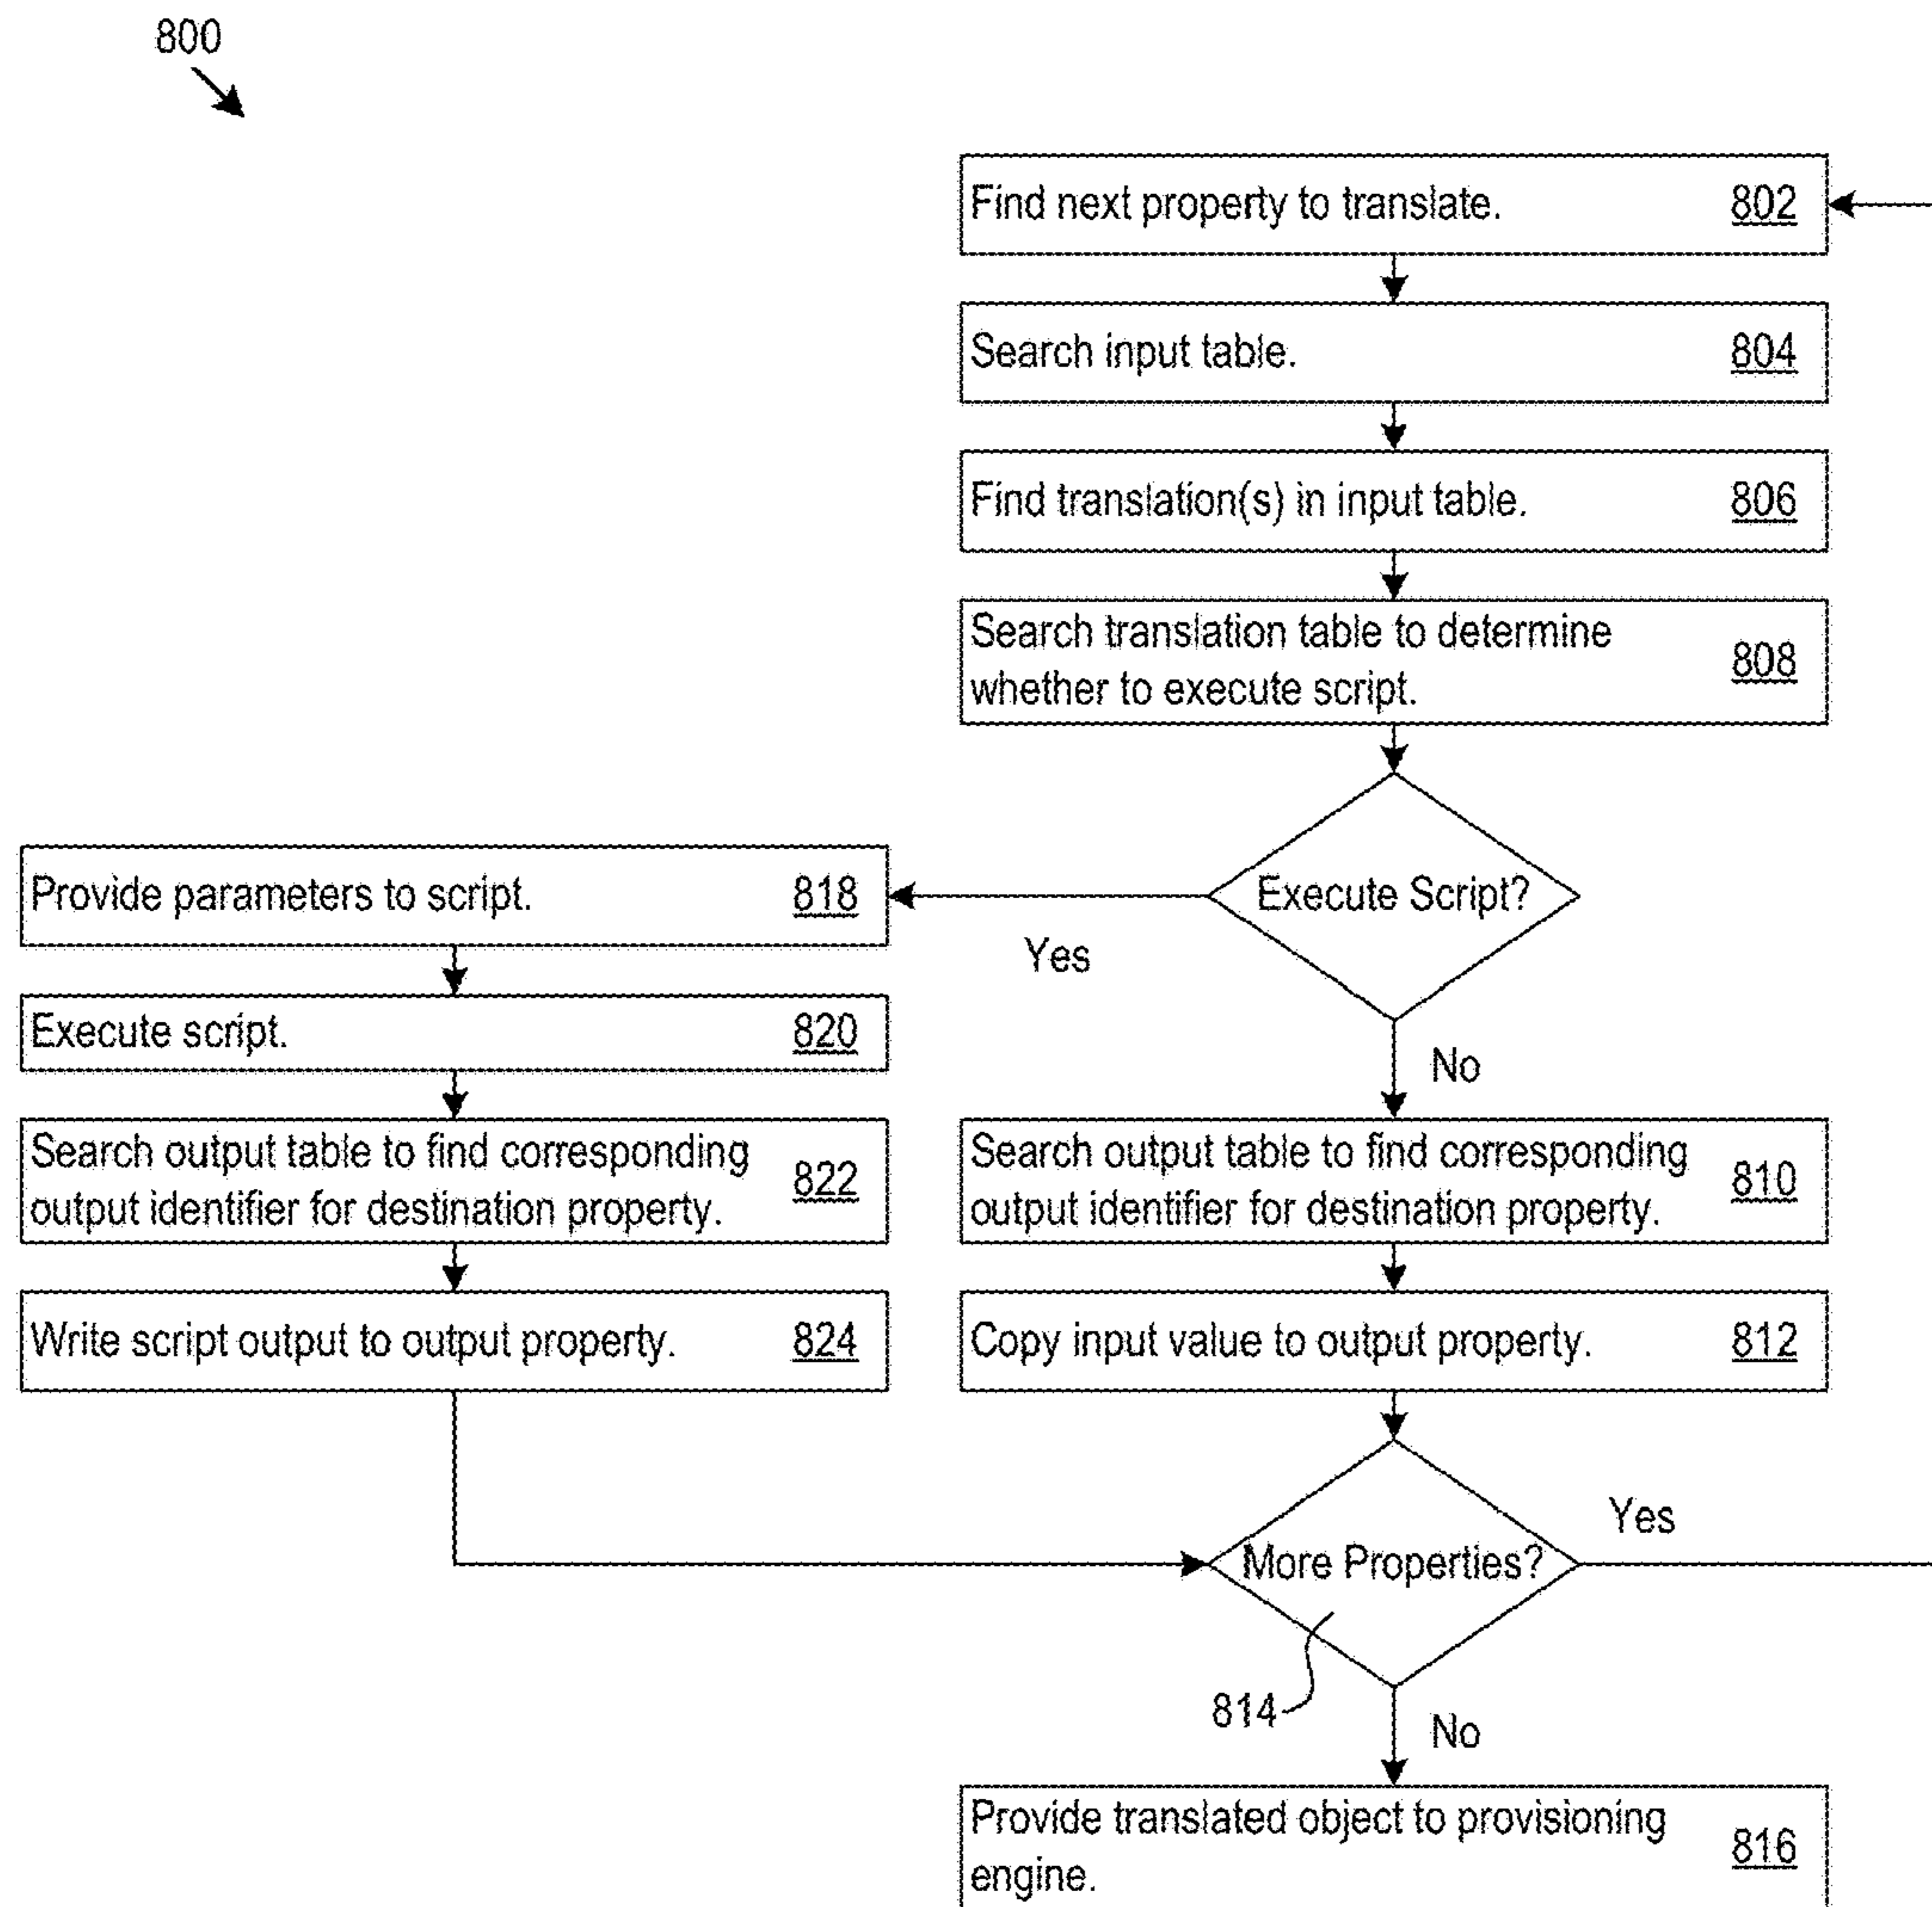 800
Find next property to translate. 802
Search input table. 804
Find translation(s) in input table. 806
Search translation table to determine
whether to execute script. 808
Execute Script?
Yes
No
Provide parameters to script. 818
Execute script. 820
Search output table to find corresponding
output identifier for destination property. 822
Write script output to output property. 824
Search output table to find corresponding
output identifier for destination property. 810
Copy input value to output property. 812
More Properties?
Yes
814
No
Provide translated object to provisioning
engine. 816